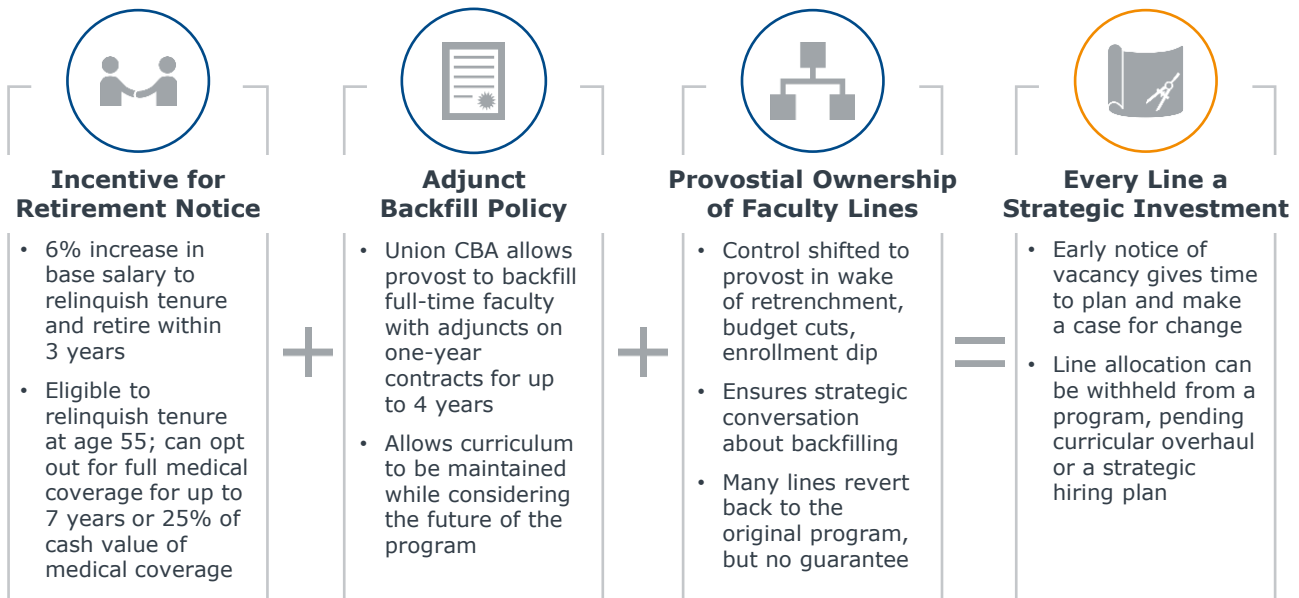 Incentive for
Retirement Notice
• 6% increase in
base salary to
relinquish tenure
and retire within
3 years
• Eligible to
relinquish tenure
at age 55; can opt
out for full medical
coverage for up to
7 years or 25% of
cash value of
medical coverage
+
Adjunct
Backfill Policy
• Union CBA allows
provost to backfill
full-time faculty
with adjuncts on
one-year
contracts for up
to 4 years
• Allows curriculum
to be maintained
while considering
the future of the
program
+
Provostial Ownership
of Faculty Lines
• Control shifted to
provost in wake
of retrenchment,
budget cuts,
enrollment dip
• Ensures strategic
conversation
about backfilling
• Many lines revert
back to the
original program,
but no guarantee
=
Every Line a
Strategic Investment
• Early notice of
vacancy gives time
to plan and make
a case for change
• Line allocation can
be withheld from a
program, pending
curricular overhaul
or a strategic
hiring plan